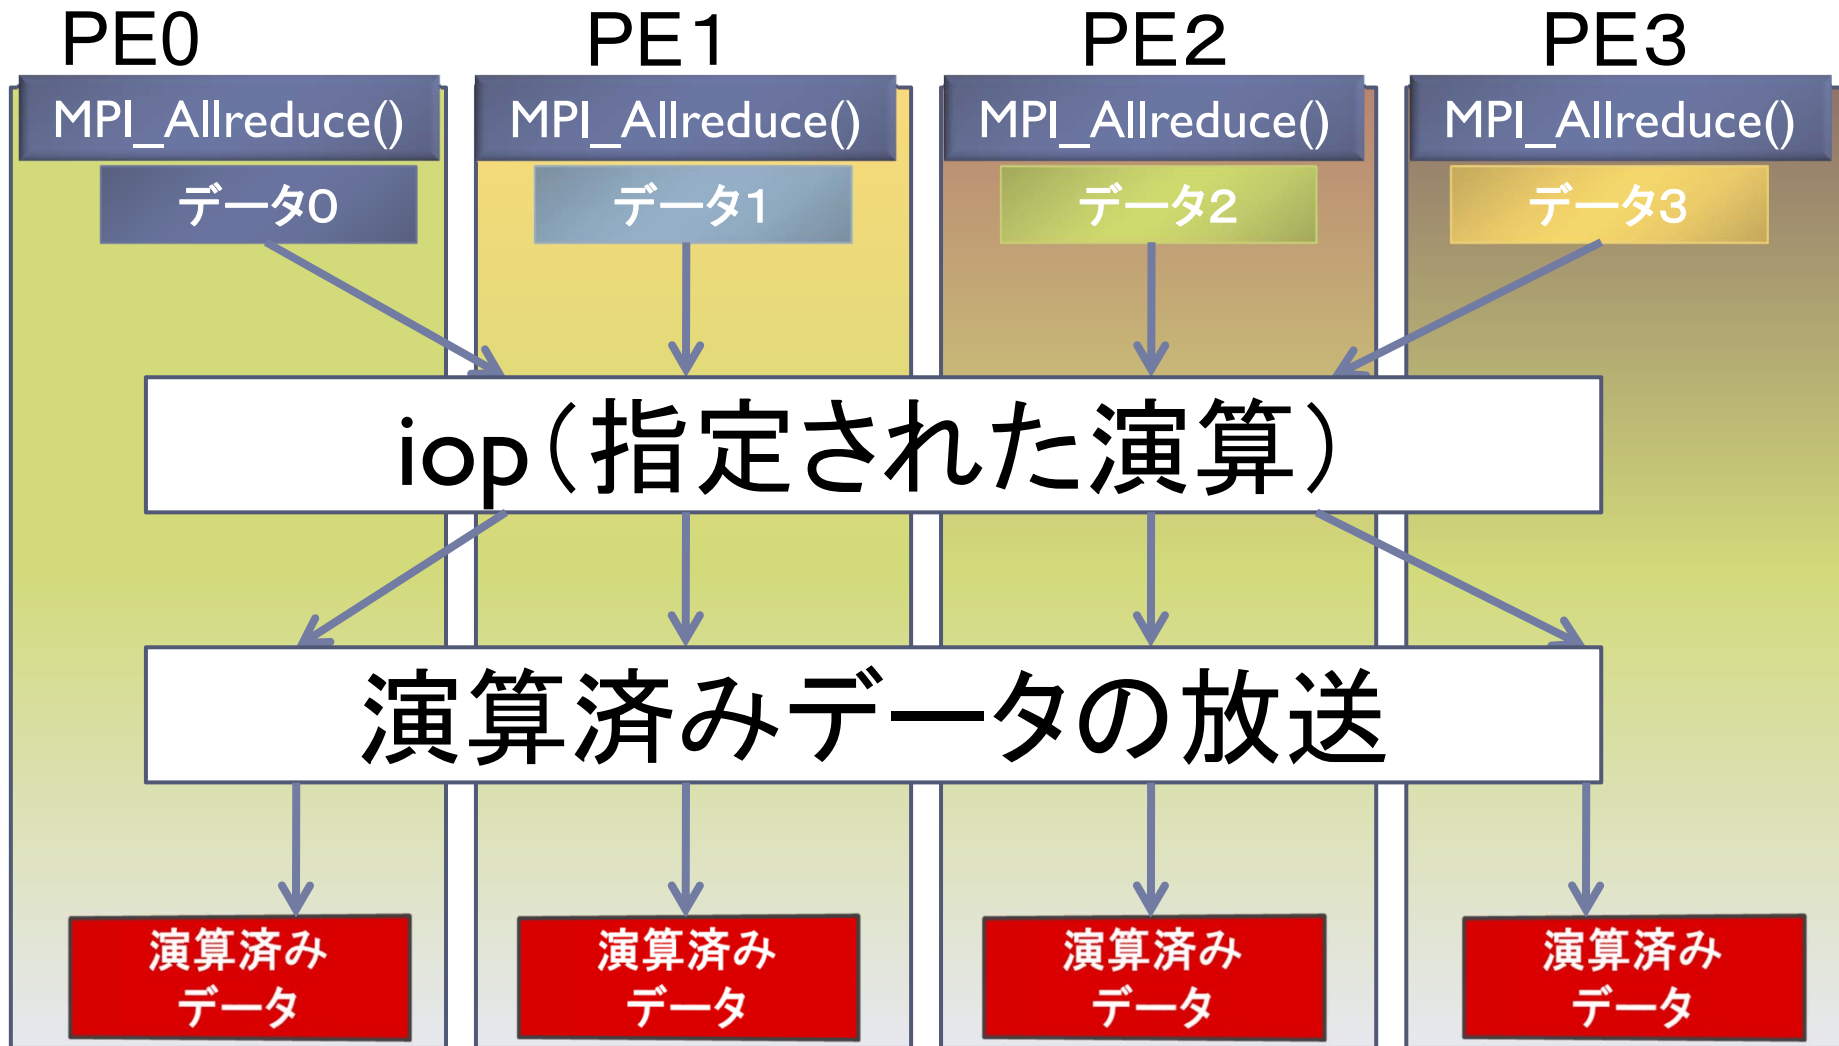 PE0
PE1
PE2
PE3
MPI_Allreduce()
MPI_Allreduce()
MPI_Allreduce()
MPI_Allreduce()
データ0
データ1
データ2
データ3
iop（指定された演算）
演算済みデータの放送
演算済み
データ
演算済み
データ
演算済み
データ
演算済み
データ